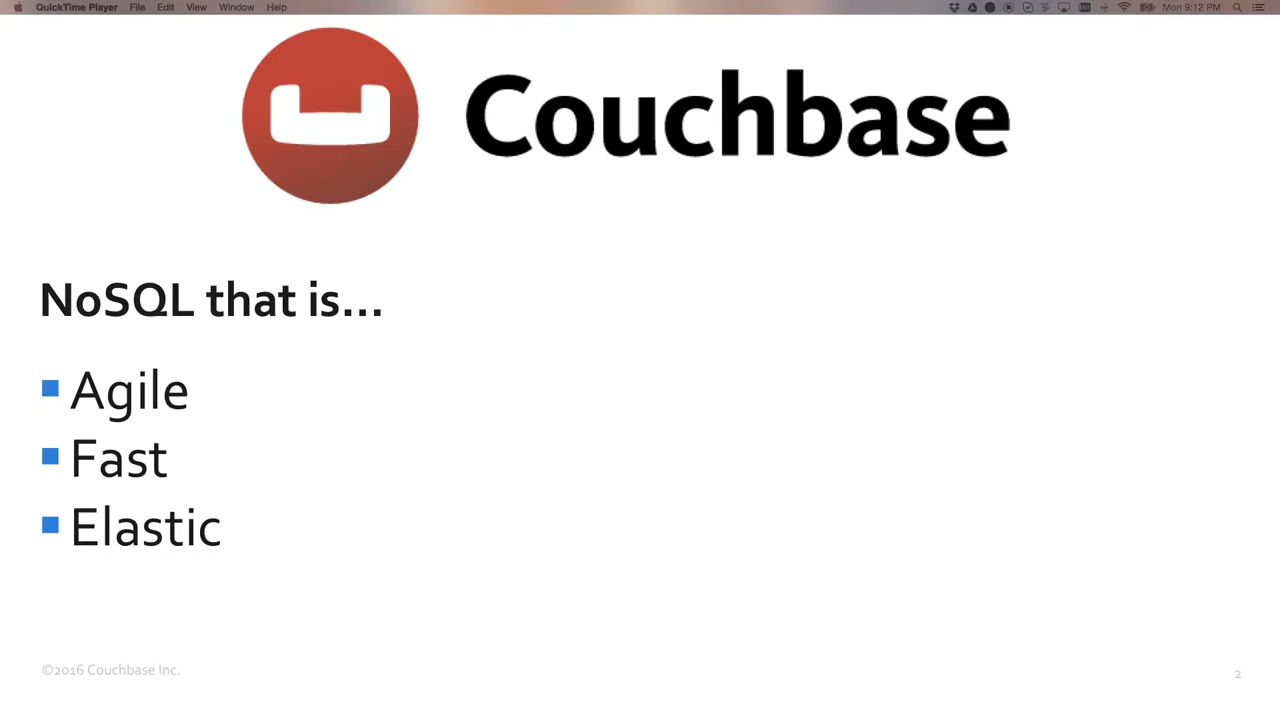 QuickTime Player File Edit View Window Help Mon 9:12 PM
Couchbase
NoSQL that is...
Agile
Fast
Elastic
©2016 Couchbase Inc.
2